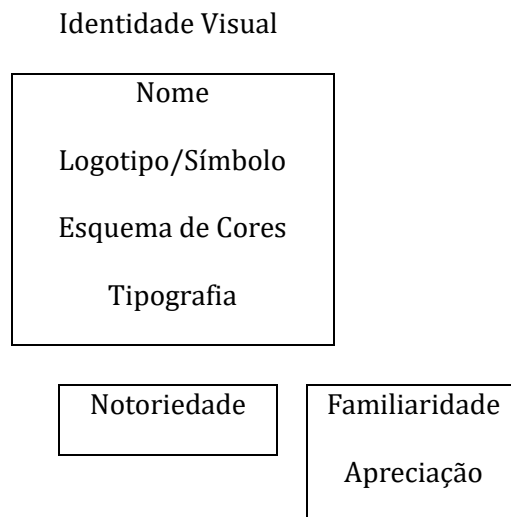 Identidade Visual
Nome
Logotipo/Símbolo
Esquema de Cores
Tipografia
Notoriedade
Familiaridade
Apreciação